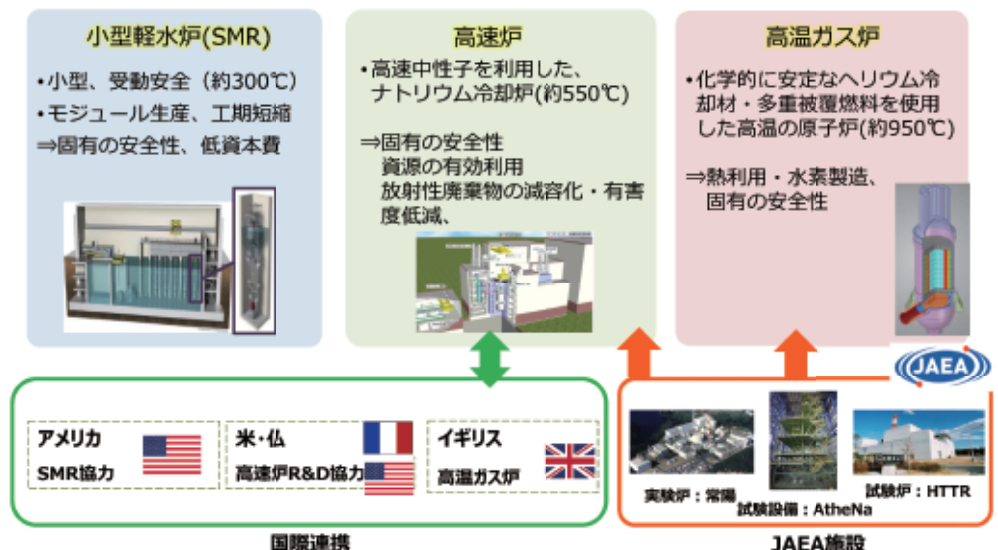 小型軽水炉(SMR)
•小型、受動安全（約300℃）
•モジュール生産、工期短縮
⇒固有の安全性、低資本費
高速炉
•高速中性子を利用した、
ナトリウム冷却炉(約550℃)
⇒固有の安全性
資源の有効利用
放射性廃棄物の減容化・有害
度低減、
高温ガス炉
•化学的に安定なヘリウム冷
却材・多重被覆燃料を使用
した高温の原子炉(約950℃)
⇒熱利用・水素製造、
固有の安全性
アメリカ
SMR協力
米・仏
高速炉R&D協力
イギリス
高温ガス炉
国際連携
JAEA
実験炉：常陽
試験設備：AtheNa
試験炉：HTTR
JAEA施設